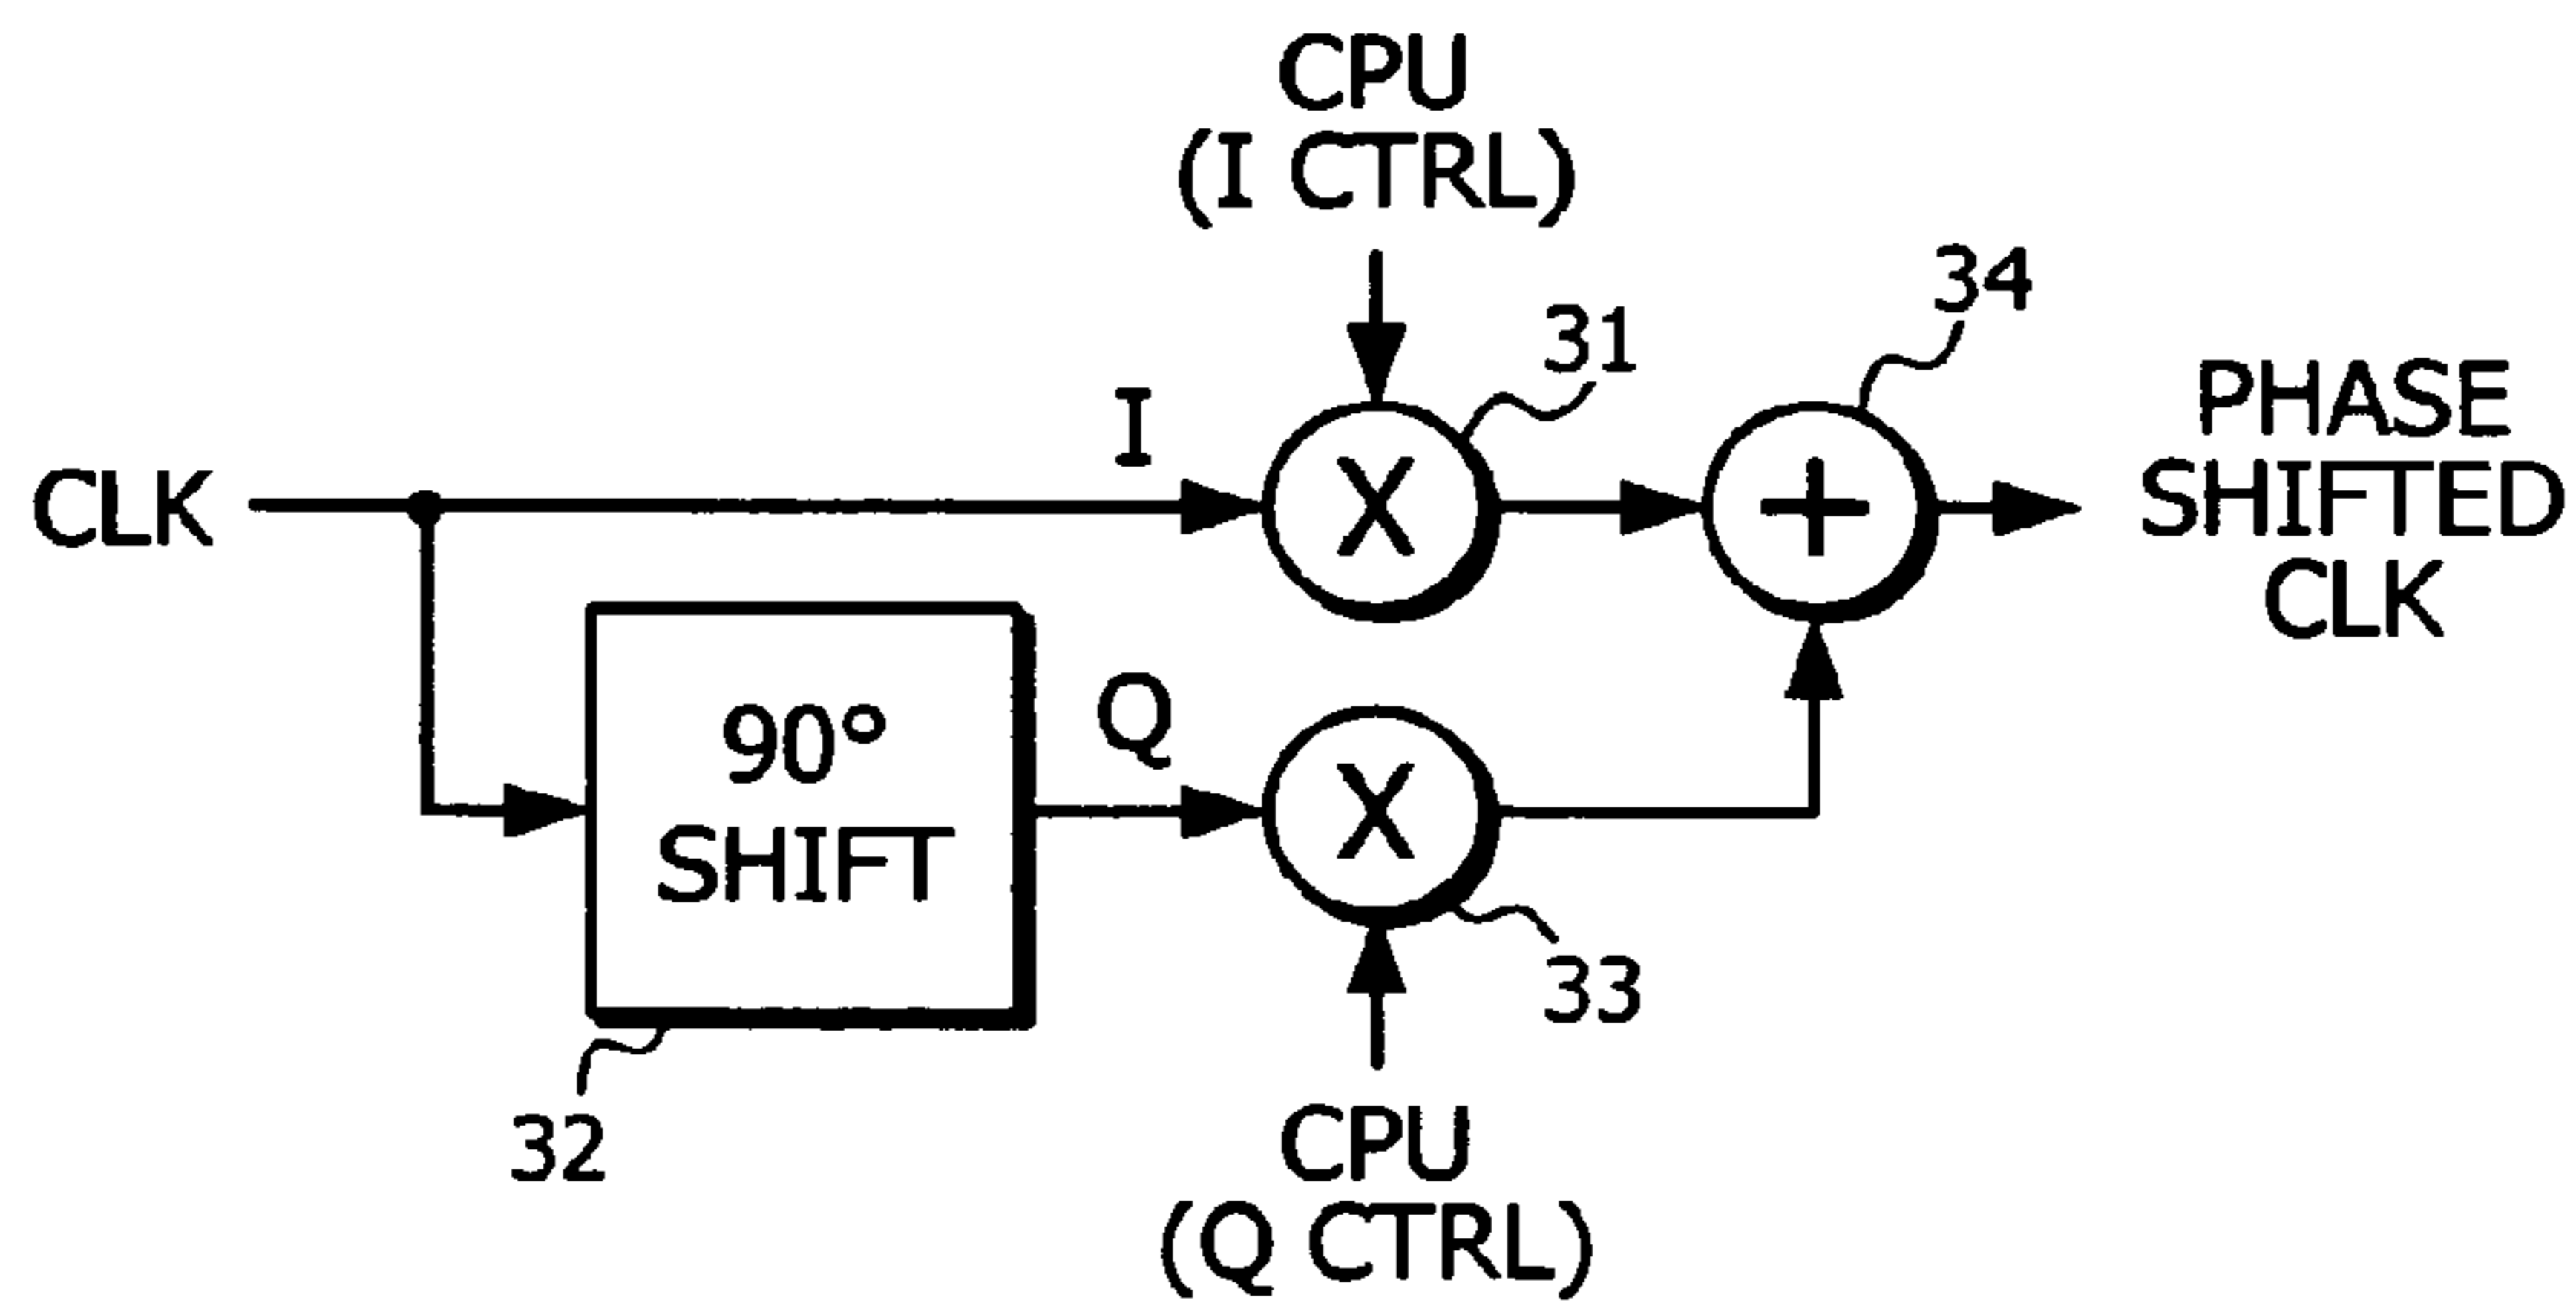 CPU
(I CTRL)
34
31
I
PHASE
SHIFTED
CLK
CLK
X
+
90°
SHIFT
Q
X
33
32
CPU
(Q CTRL)